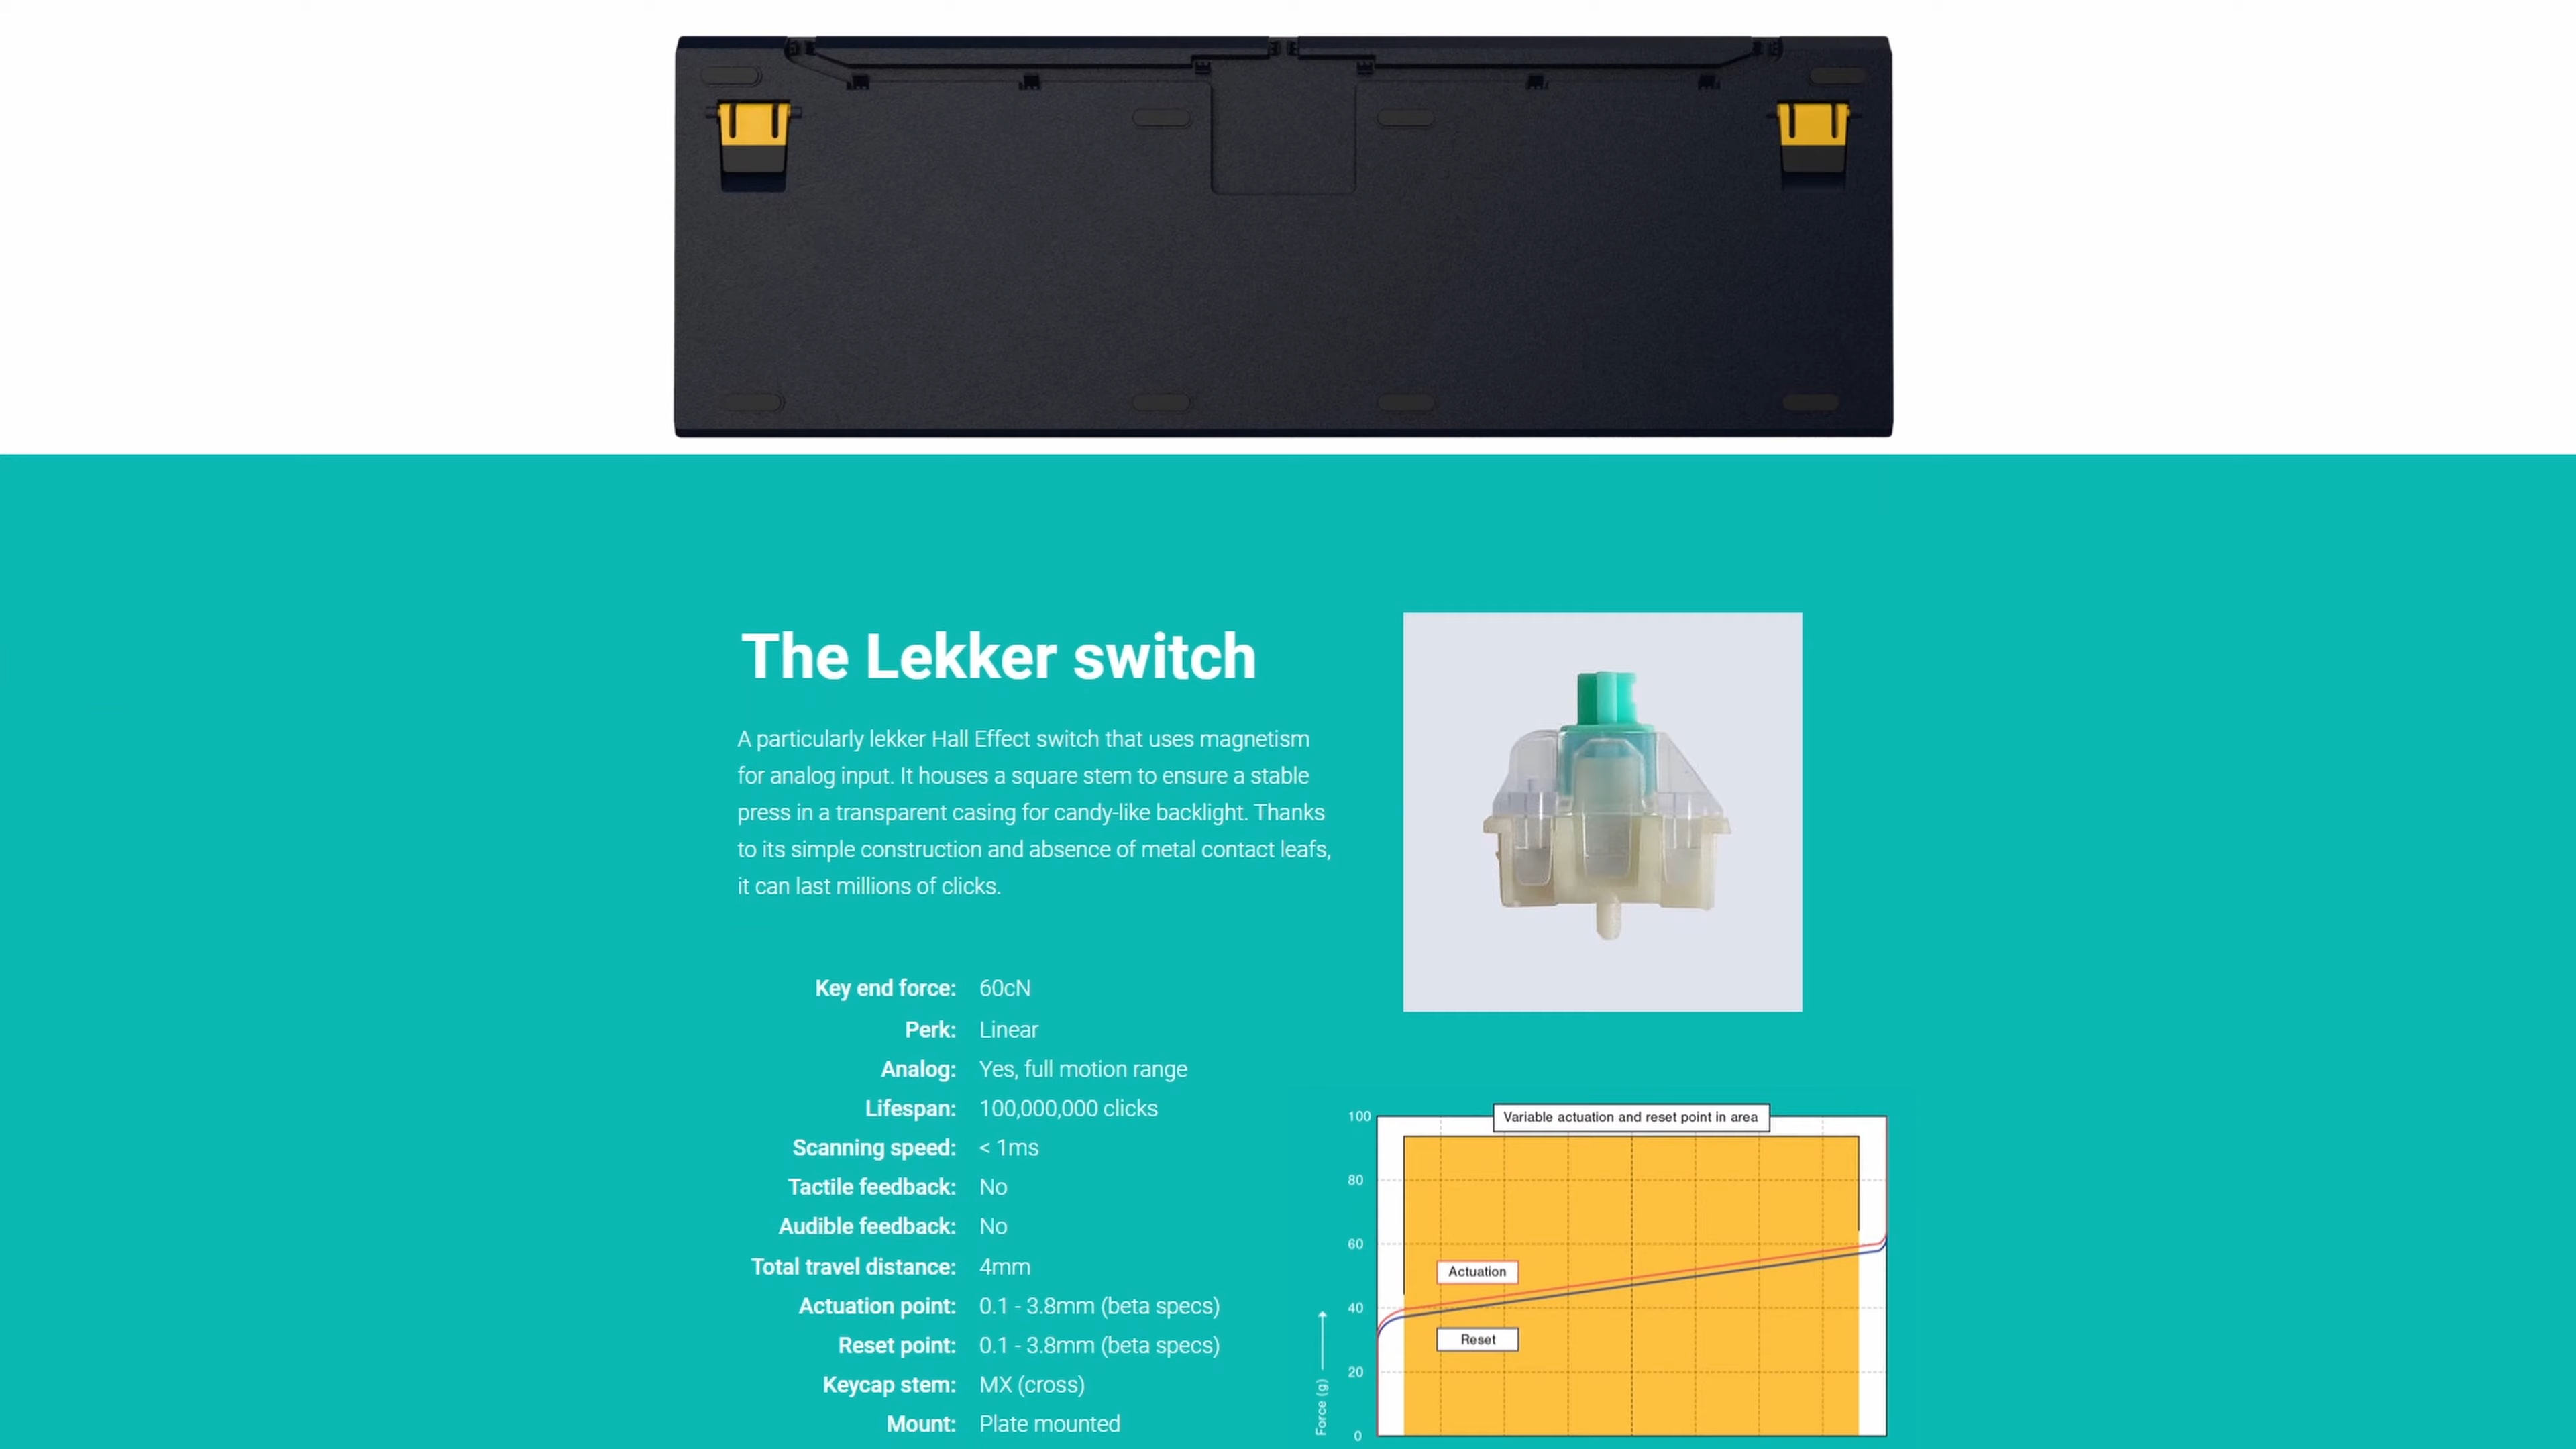 The Lekker switch
A particularly lekker Hall Effect switch that uses magnetism
for analog input. It houses a square stem to ensure a stable
press in a transparent casing for candy-like backlight. Thanks
to its simple construction and absence of metal contact leafs,
it can last millions of clicks.
Key end force: 60cN
Perk: Linear
Analog: Yes, full motion range
Lifespan: 100,000,000 clicks
Scanning speed: < 1ms
Tactile feedback: No
Audible feedback: No
Total travel distance: 4mm
Actuation point: 0.1 - 3.8mm (beta specs)
Reset point: 0.1 - 3.8mm (beta specs)
Keycap stem: MX (cross)
Mount: Plate mounted
Variable actuation and reset point in area
100
80
60
40
20
0
Actuation
Reset
Force (g)